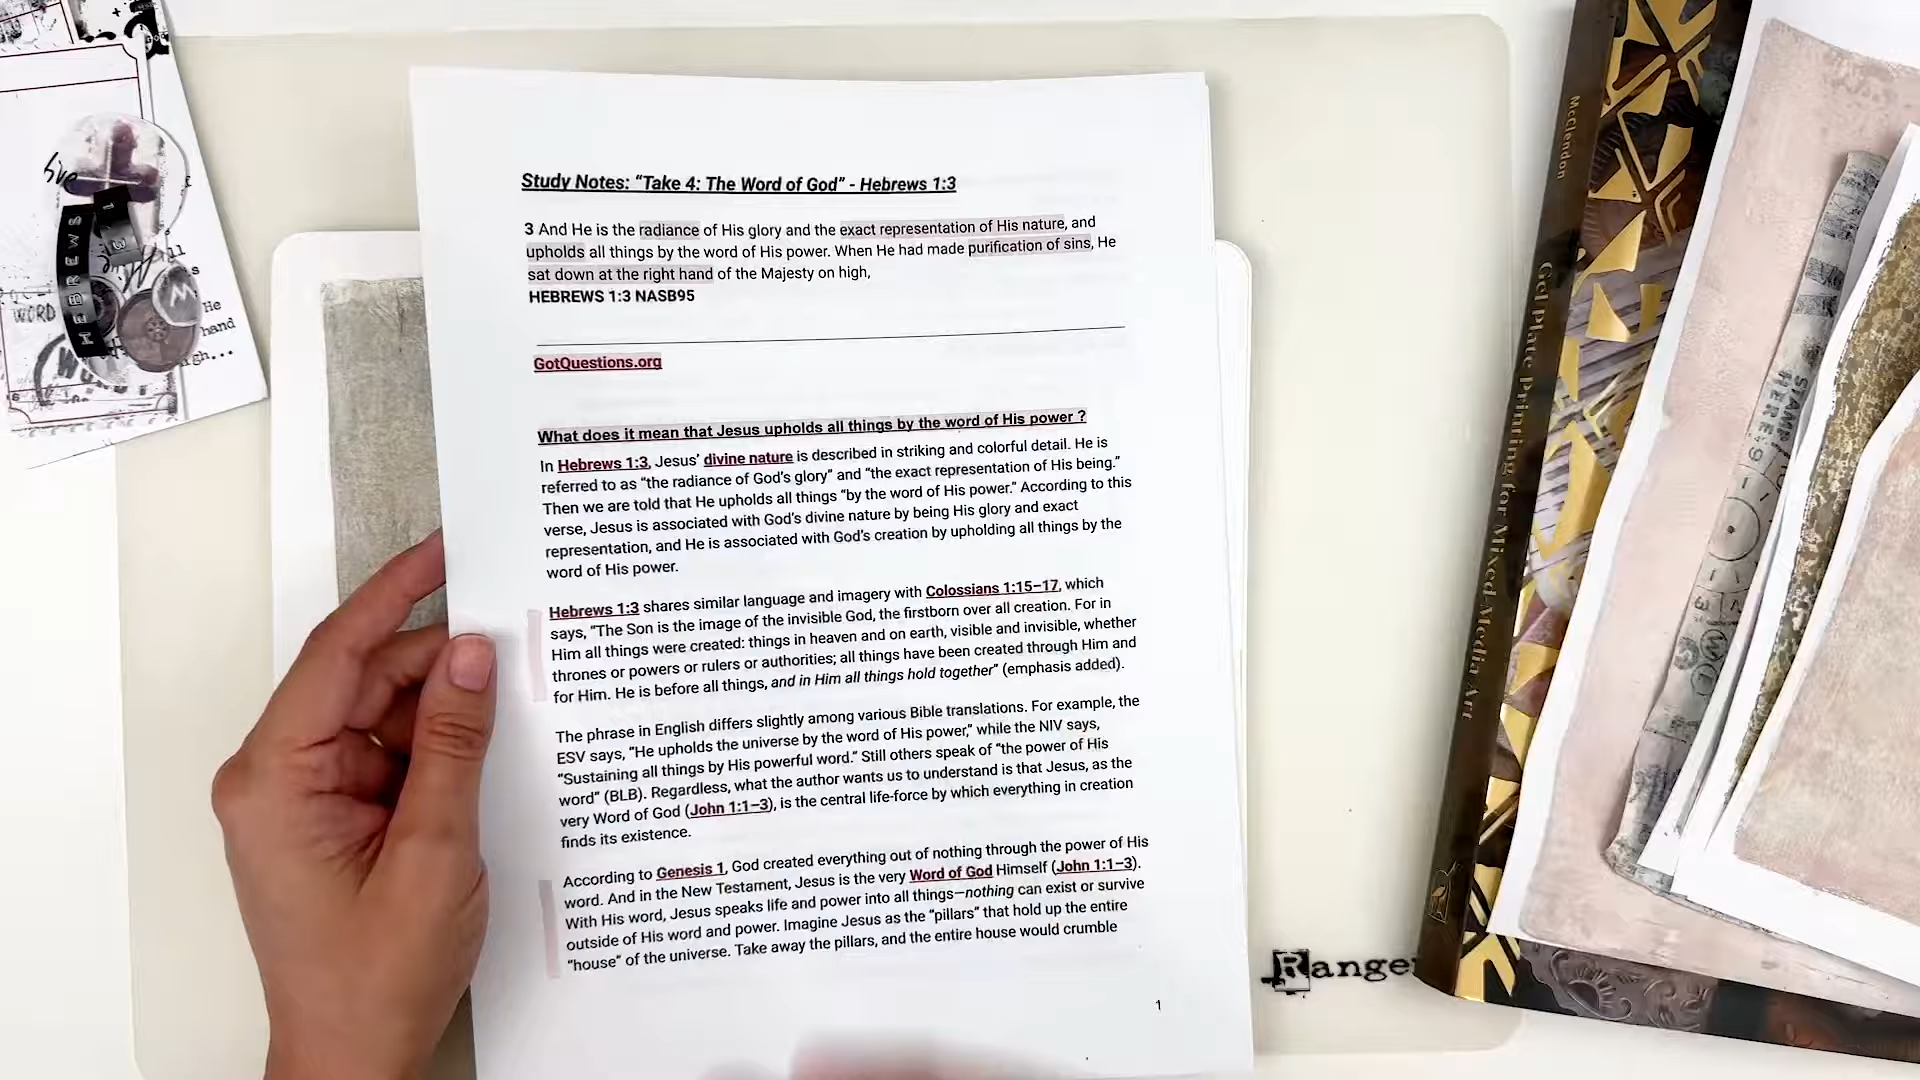 Study Notes: “Take 4: The Word of God” - Hebrews 1:3
3 And He is the radiance of His glory and the exact representation of His nature, and
upholds all things by the word of His power. When He had made purification of sins, He
sat down at the right hand of the Majesty on high,
HEBREWS 1:3 NASB95
GotQuestions.org
What does it mean that Jesus upholds all things by the word of His power ?
In Hebrews 1:3, Jesus’ divine nature is described in striking and colorful detail. He is
referred to as “the radiance of God’s glory” and “the exact representation of His being.”
Then we are told that He upholds all things “by the word of His power.” According to this
verse, Jesus is associated with God’s divine nature by being His glory and exact
representation, and He is associated with God’s creation by upholding all things by the
word of His power.
Hebrews 1:3 shares similar language and imagery with Colossians 1:15–17, which
says, “The Son is the image of the invisible God, the firstborn over all creation. For in
Him all things were created: things in heaven and on earth, visible and invisible, whether
thrones or powers or rulers or authorities; all things have been created through Him and
for Him. He is before all things, and in Him all things hold together” (emphasis added).
The phrase in English differs slightly among various Bible translations. For example, the
ESV says, “He upholds the universe by the word of His power,” while the NIV says,
“Sustaining all things by His powerful word.” Still others speak of “the power of His
word” (BLB). Regardless, what the author wants us to understand is that Jesus, as the
very Word of God (John 1:1–3), is the central life-force by which everything in creation
finds its existence.
According to Genesis 1, God created everything out of nothing through the power of His
word. And in the New Testament, Jesus is the very Word of God Himself (John 1:1–3).
With His word, Jesus speaks life and power into all things—nothing can exist or survive
outside of His word and power. Imagine Jesus as the “pillars” that hold up the entire
“house” of the universe. Take away the pillars, and the entire house would crumble
1
HEBREWS
1:3
WORD
He
hand
Ranger
McClendon
Gel Plate Printing for Mixed-Media Art
STAMP
HERE